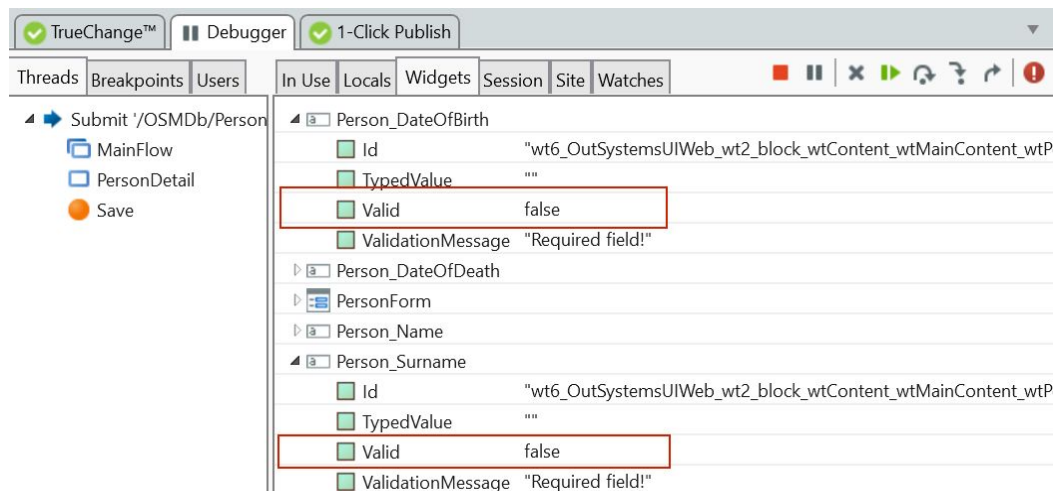 TrueChange™ Debugger 1-Click Publish
Threads Breakpoints Users
Submit '/OSMDb/Person
MainFlow
PersonDetail
Save
In Use Locals Widgets Session Site Watches
Person_DateOfBirth
Id "wt6_OutSystemsUIWeb_wt2_block_wtContent_wtMainContent_wtP
TypedValue ""
Valid false
ValidationMessage "Required field!"
Person_DateOfDeath
PersonForm
Person_Name
Person_Surname
Id "wt6_OutSystemsUIWeb_wt2_block_wtContent_wtMainContent_wtP
TypedValue ""
Valid false
ValidationMessage "Required field!"